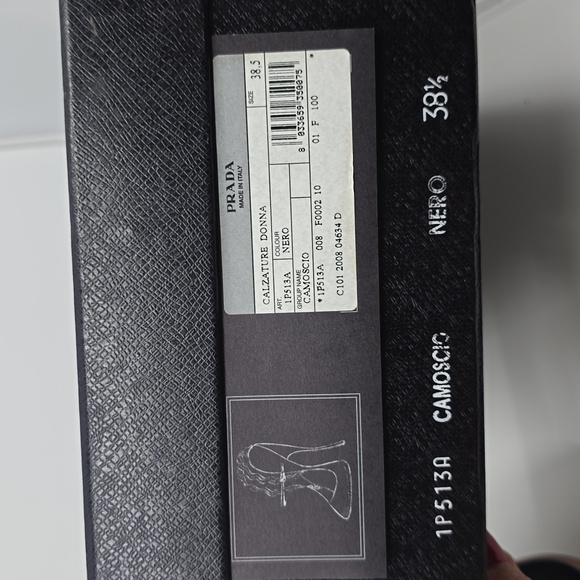 PRADA
MADE IN ITALY
CALZATURE DONNA
SIZE 38.5
ART. COLOUR
1P513A NERO
GROUP NAME
CAMOSCIO
8 033659 350075
*1P513A 008 F0002 10 01 F 100
C101 2008 04634 D
1P513A CAMOSCIO NERO 38½